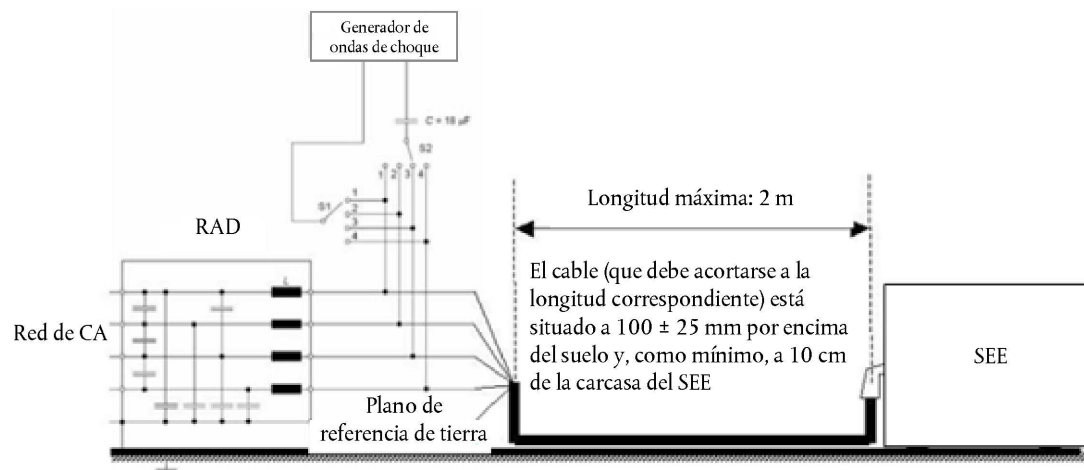 Generador de
ondas de choque
C = 18 µF
S2
1 2 3 4
S1
1
2
3
4
Longitud máxima: 2 m
RAD
L
El cable (que debe acortarse a la
longitud correspondiente) está
situado a 100 ± 25 mm por encima
del suelo y, como mínimo, a 10 cm
de la carcasa del SEE
Red de CA
SEE
Plano de
referencia de tierra